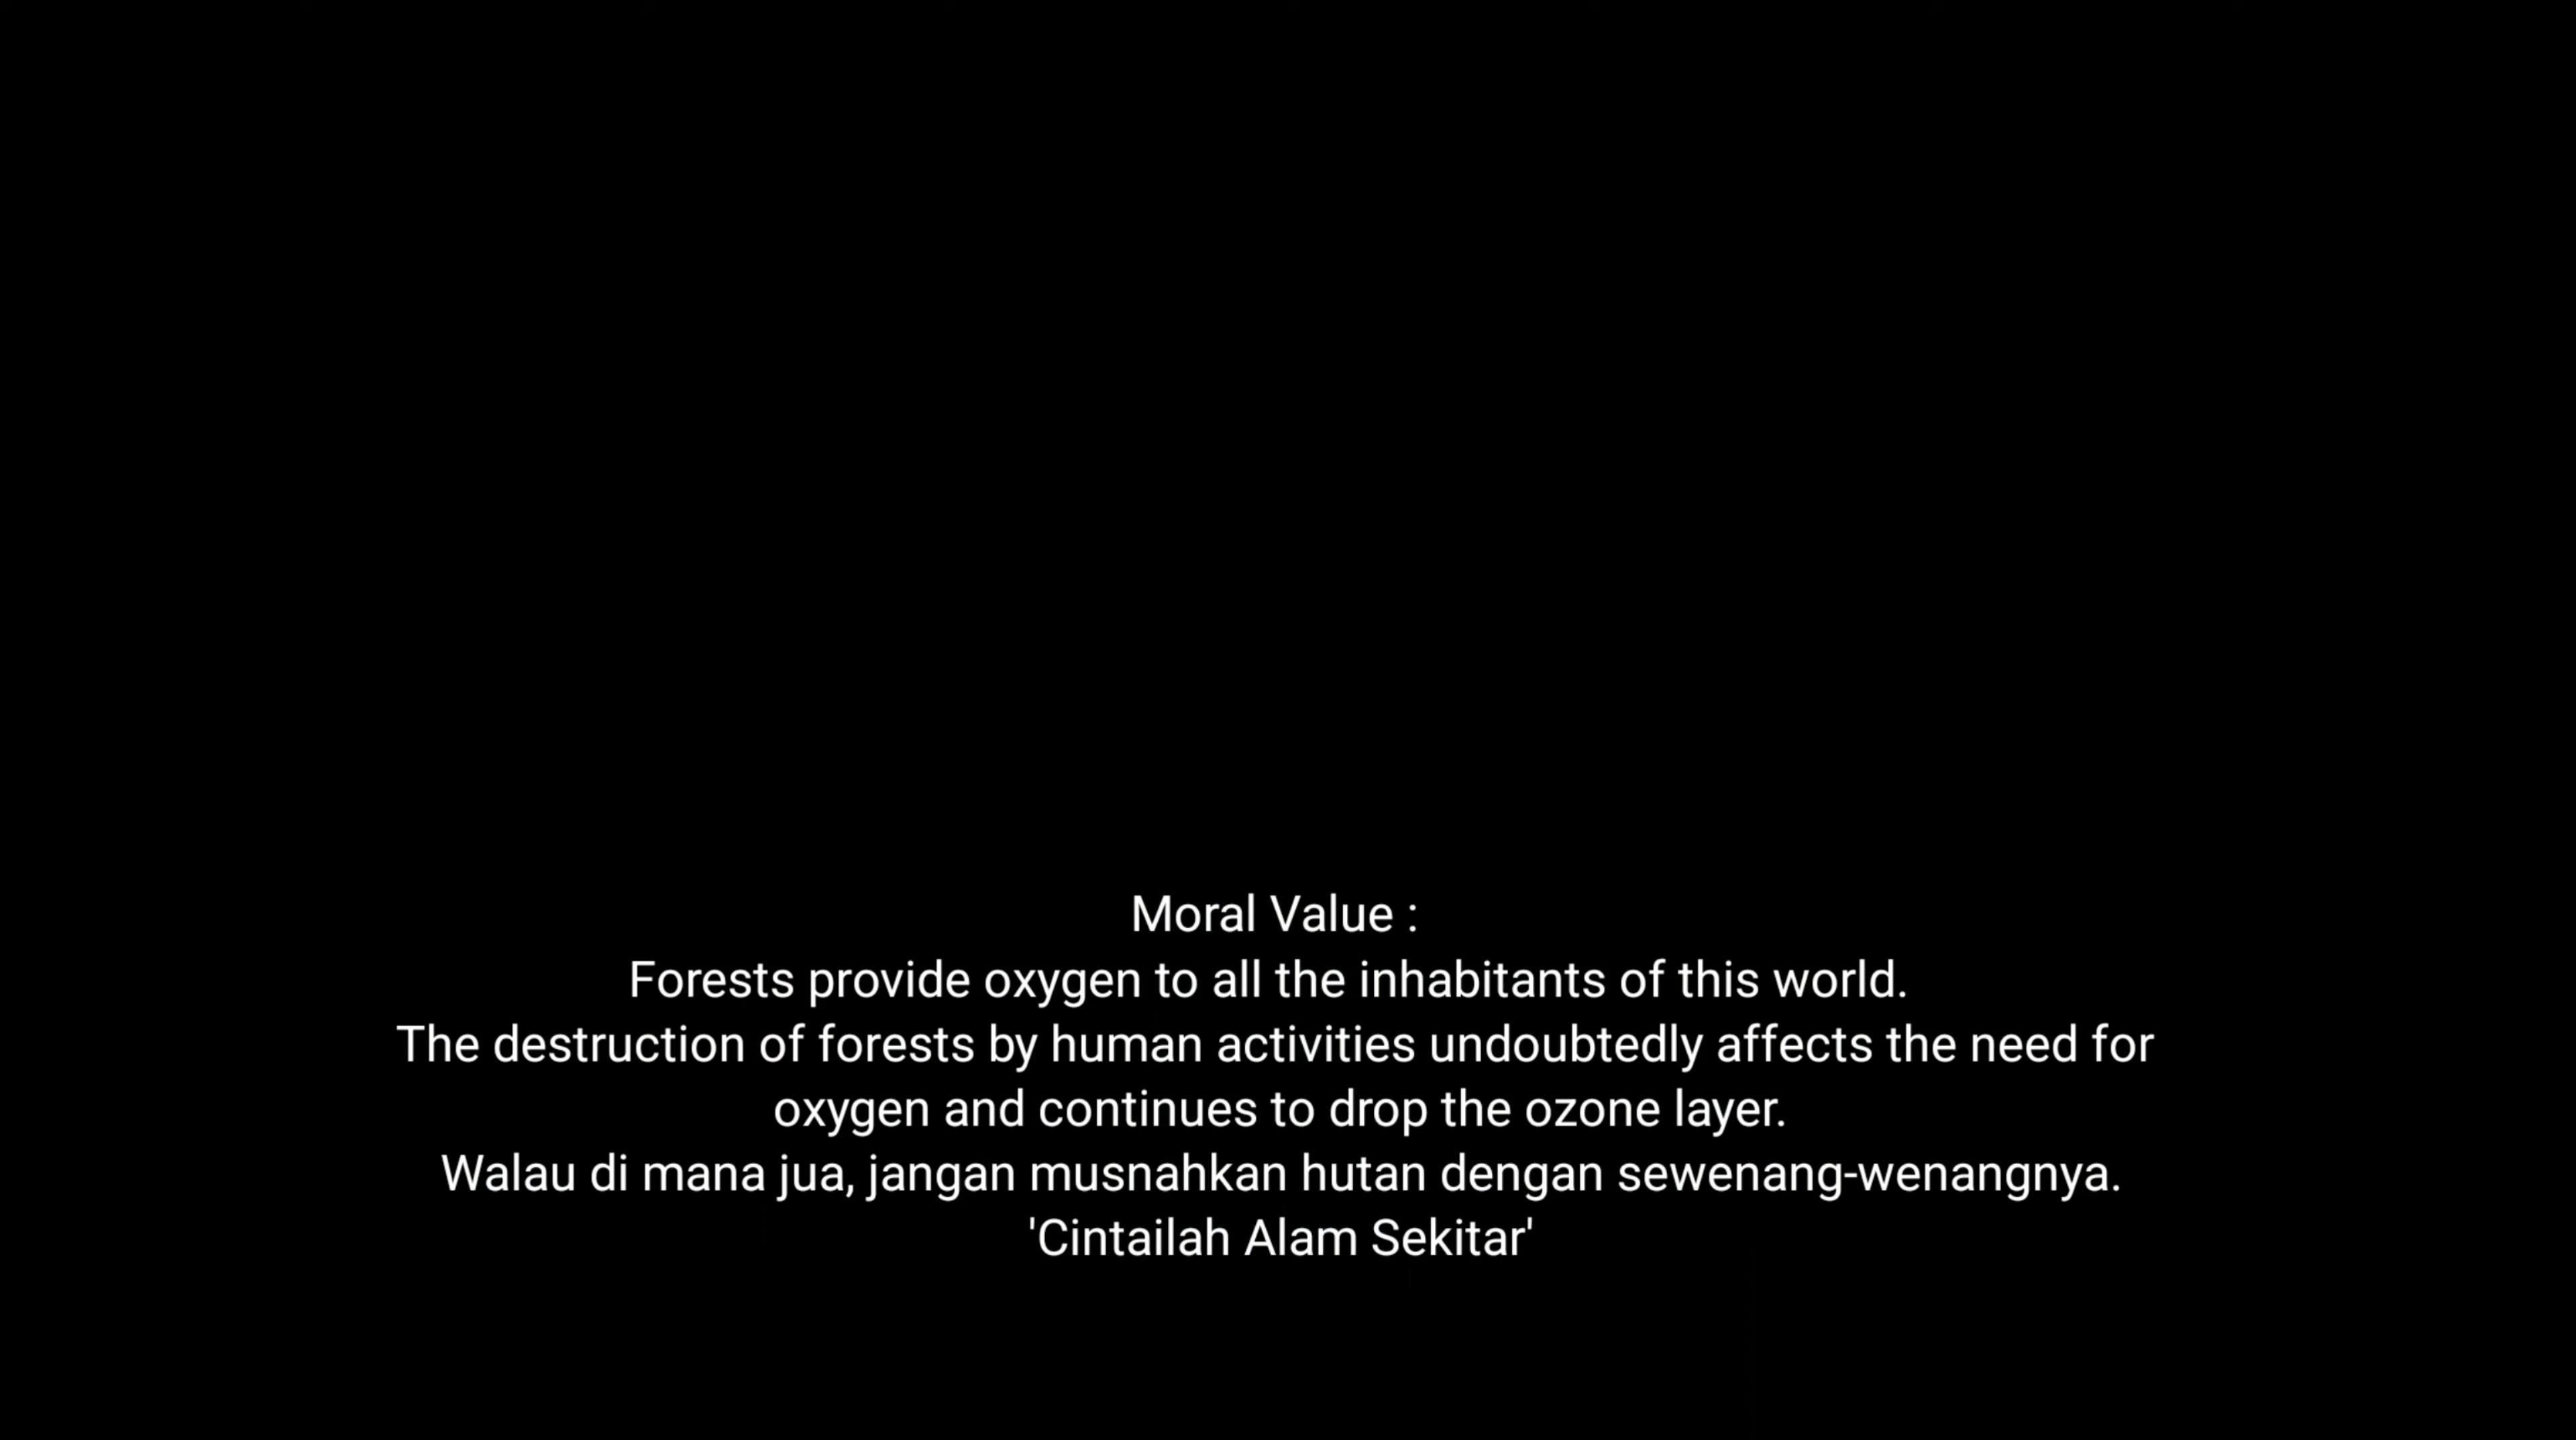 Moral Value :
Forests provide oxygen to all the inhabitants of this world.
The destruction of forests by human activities undoubtedly affects the need for
oxygen and continues to drop the ozone layer.
Walau di mana jua, jangan musnahkan hutan dengan sewenang-wenangnya.
'Cintailah Alam Sekitar'